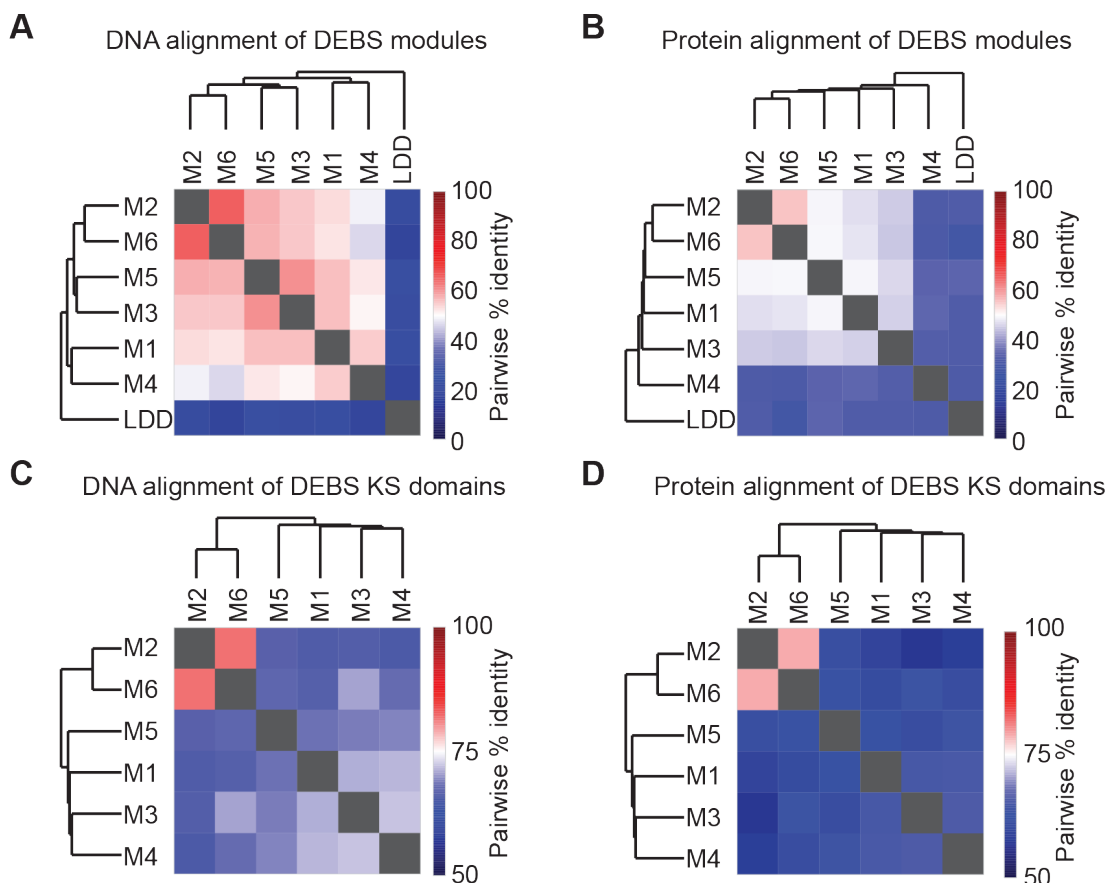 A
DNA alignment of DEBS modules
M2 M6 M5 M3 M1 M4 LDD
M2
M6
M5
M3
M1
M4
LDD
100
80
60
40
20
0
Pairwise % identity
B
Protein alignment of DEBS modules
M2 M6 M5 M1 M3 M4 LDD
M2
M6
M5
M1
M3
M4
LDD
100
80
60
40
20
0
Pairwise % identity
C
DNA alignment of DEBS KS domains
M2 M6 M5 M1 M3 M4
M2
M6
M5
M1
M3
M4
100
75
50
Pairwise % identity
D
Protein alignment of DEBS KS domains
M2 M6 M5 M1 M3 M4
M2
M6
M5
M1
M3
M4
100
75
50
Pairwise % identity